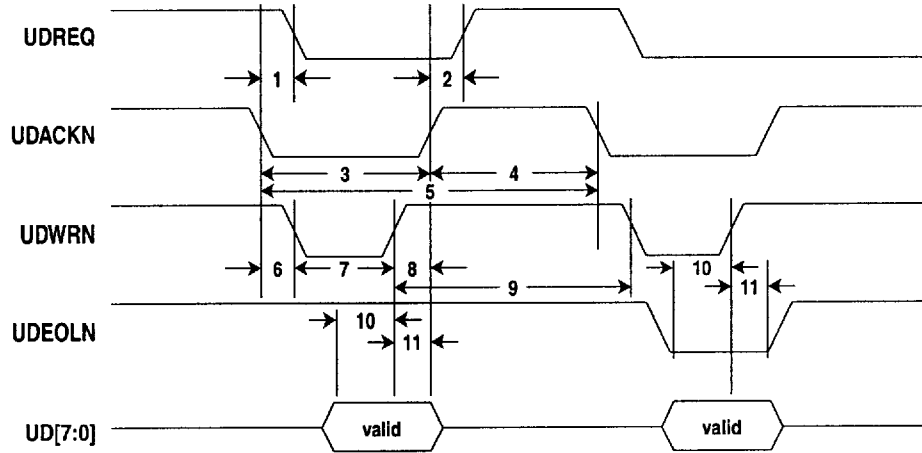 UDREQ
1 2
UDACKN
3 4
5
UDWRN
6 7 8 10
9 11
UDEOLN
10
11
UD[7:0] valid valid